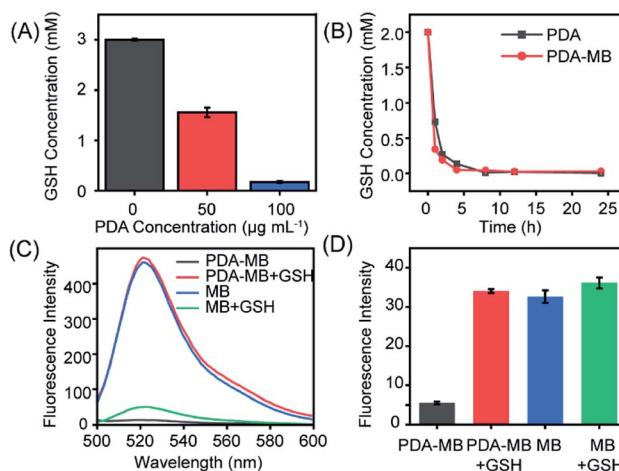 (A)
GSH Concentration (mM)
3
2
1
0
0 50 100
PDA Concentration (µg mL⁻¹)
(B)
GSH Concentration (mM)
2.0
1.5
1.0
0.5
0.0
PDA
PDA-MB
0 5 10 15 20 25
Time (h)
(C)
Fluorescence Intensity
400
300
200
100
0
PDA-MB
PDA-MB+GSH
MB
MB+GSH
500 520 540 560 580 600
Wavelength (nm)
(D)
Fluorescence Intensity
40
30
20
10
0
PDA-MB PDA-MB MB MB
+GSH +GSH